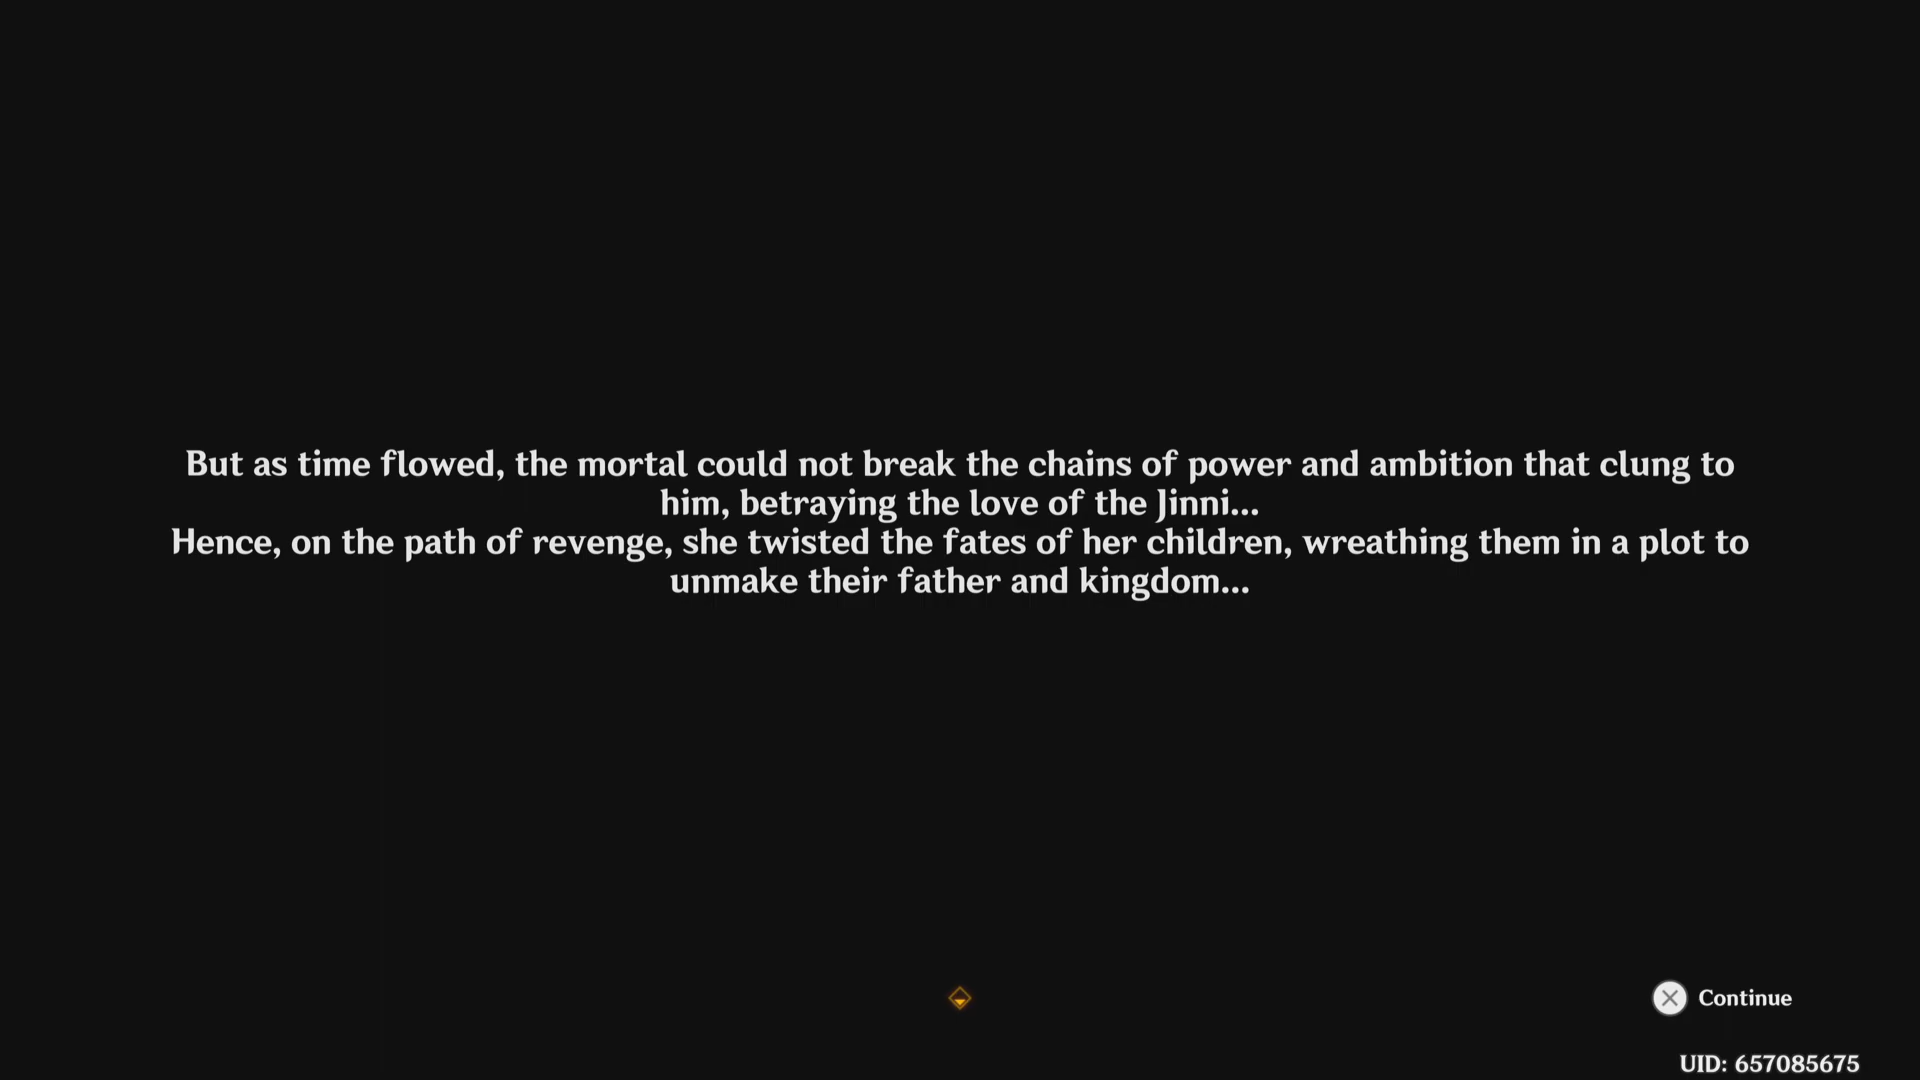 But as time flowed, the mortal could not break the chains of power and ambition that clung to
him, betraying the love of the Jinni...
Hence, on the path of revenge, she twisted the fates of her children, wreathing them in a plot to
unmake their father and kingdom...
Continue
UID: 657085675